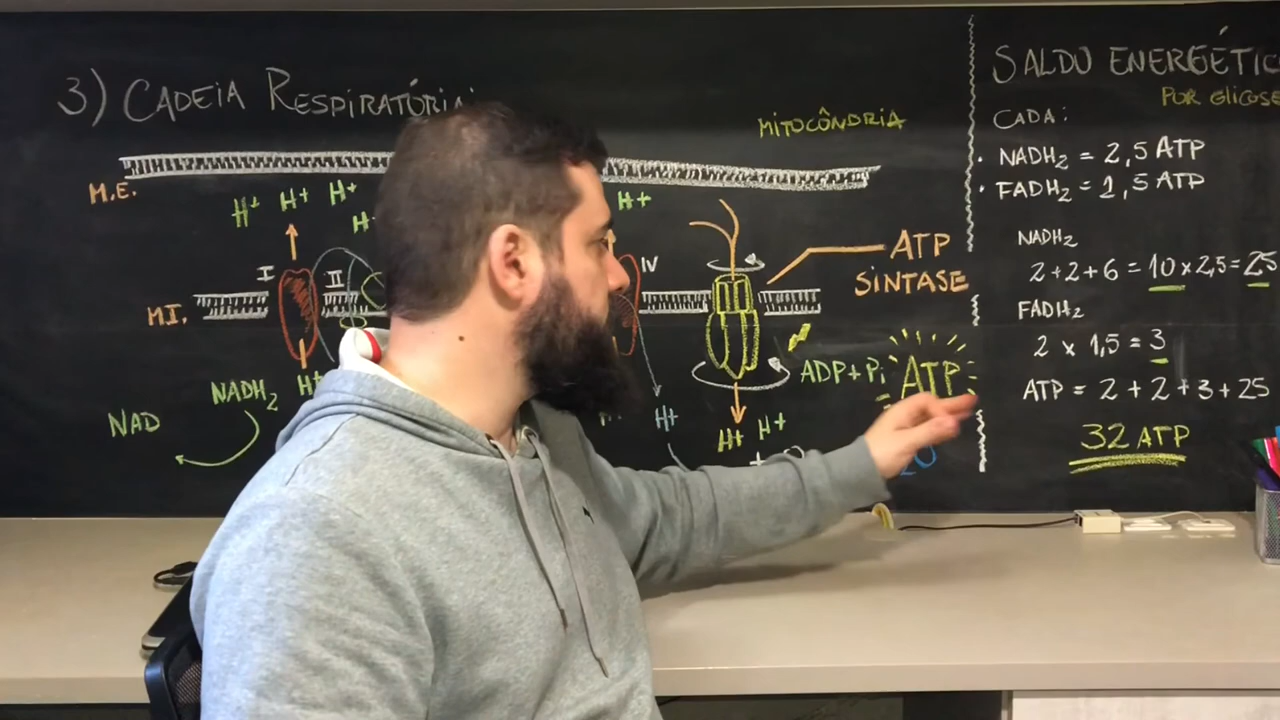 3) CADEIA RESPIRATÓRIA
MITOCÔNDRIA
M.E.
H+ H+ H+
H+
H+
I
II
IV
ATP
SINTASE
M.I.
ADP + Pi ATP
NADH₂
H+
NAD
H+
H+ H+
SALDO ENERGÉTIC
POR GLICOSE
CADA:
• NADH₂ = 2,5 ATP
• FADH₂ = 1,5 ATP
NADH₂
2+2+6 = 10 x 2,5 = 25
FADH₂
2 x 1,5 = 3
ATP = 2 + 2 + 3 + 25
32 ATP